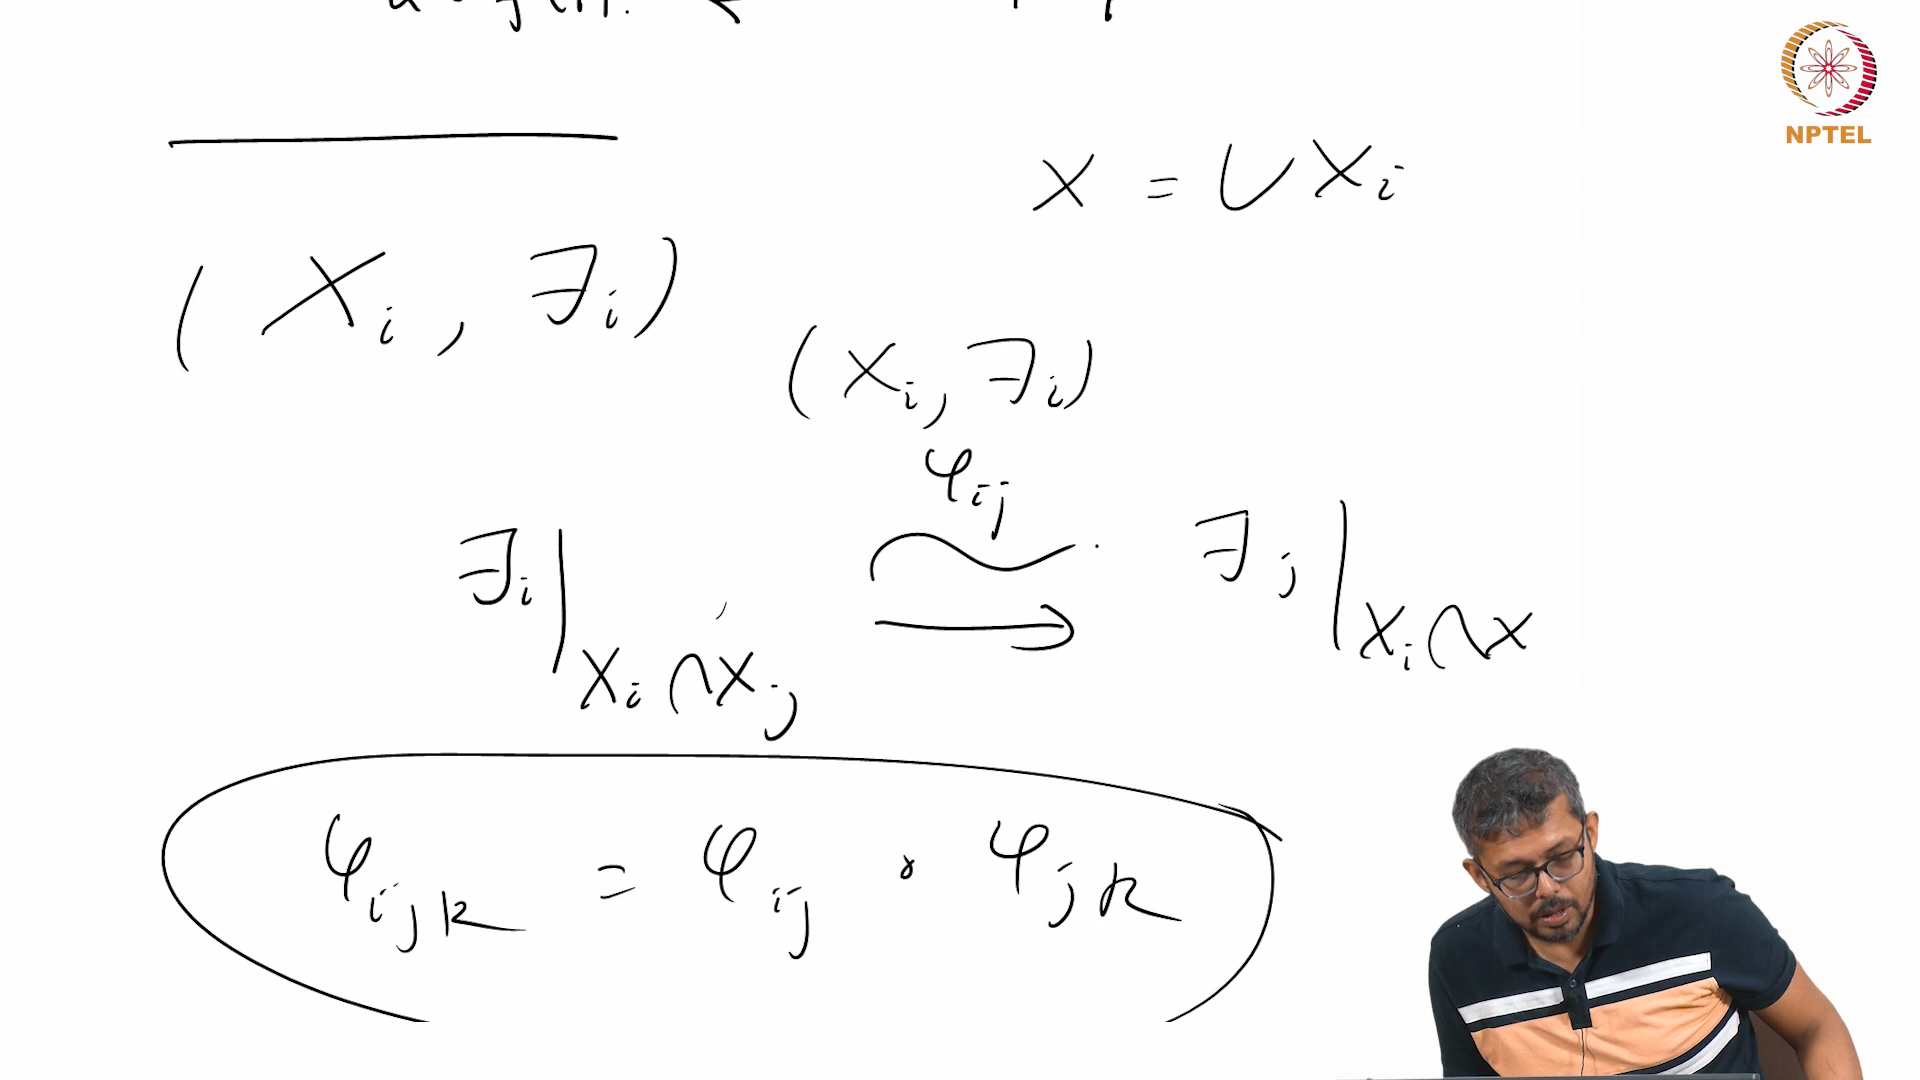 NPTEL
X = ∪ X_i
(X_i, ℱ_i)
(X_i, ℱ_i)
φ_ij
ℱ_i|_{X_i ∩ X_j} ~→ ℱ_j|_{X_i ∩ X}
φ_ijk = φ_ij · φ_jk